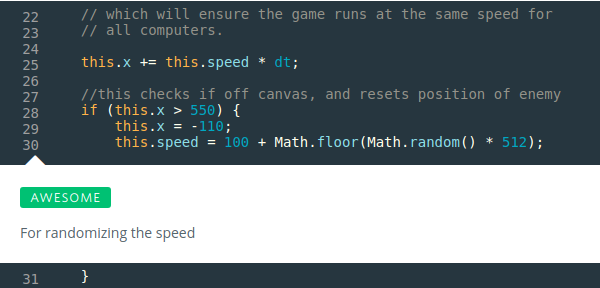 22 // which will ensure the game runs at the same speed for
23 // all computers.
24
25 this.x += this.speed * dt;
26
27 //this checks if off canvas, and resets position of enemy
28 if (this.x > 550) {
29 this.x = -110;
30 this.speed = 100 + Math.floor(Math.random() * 512);
AWESOME
For randomizing the speed
31 }